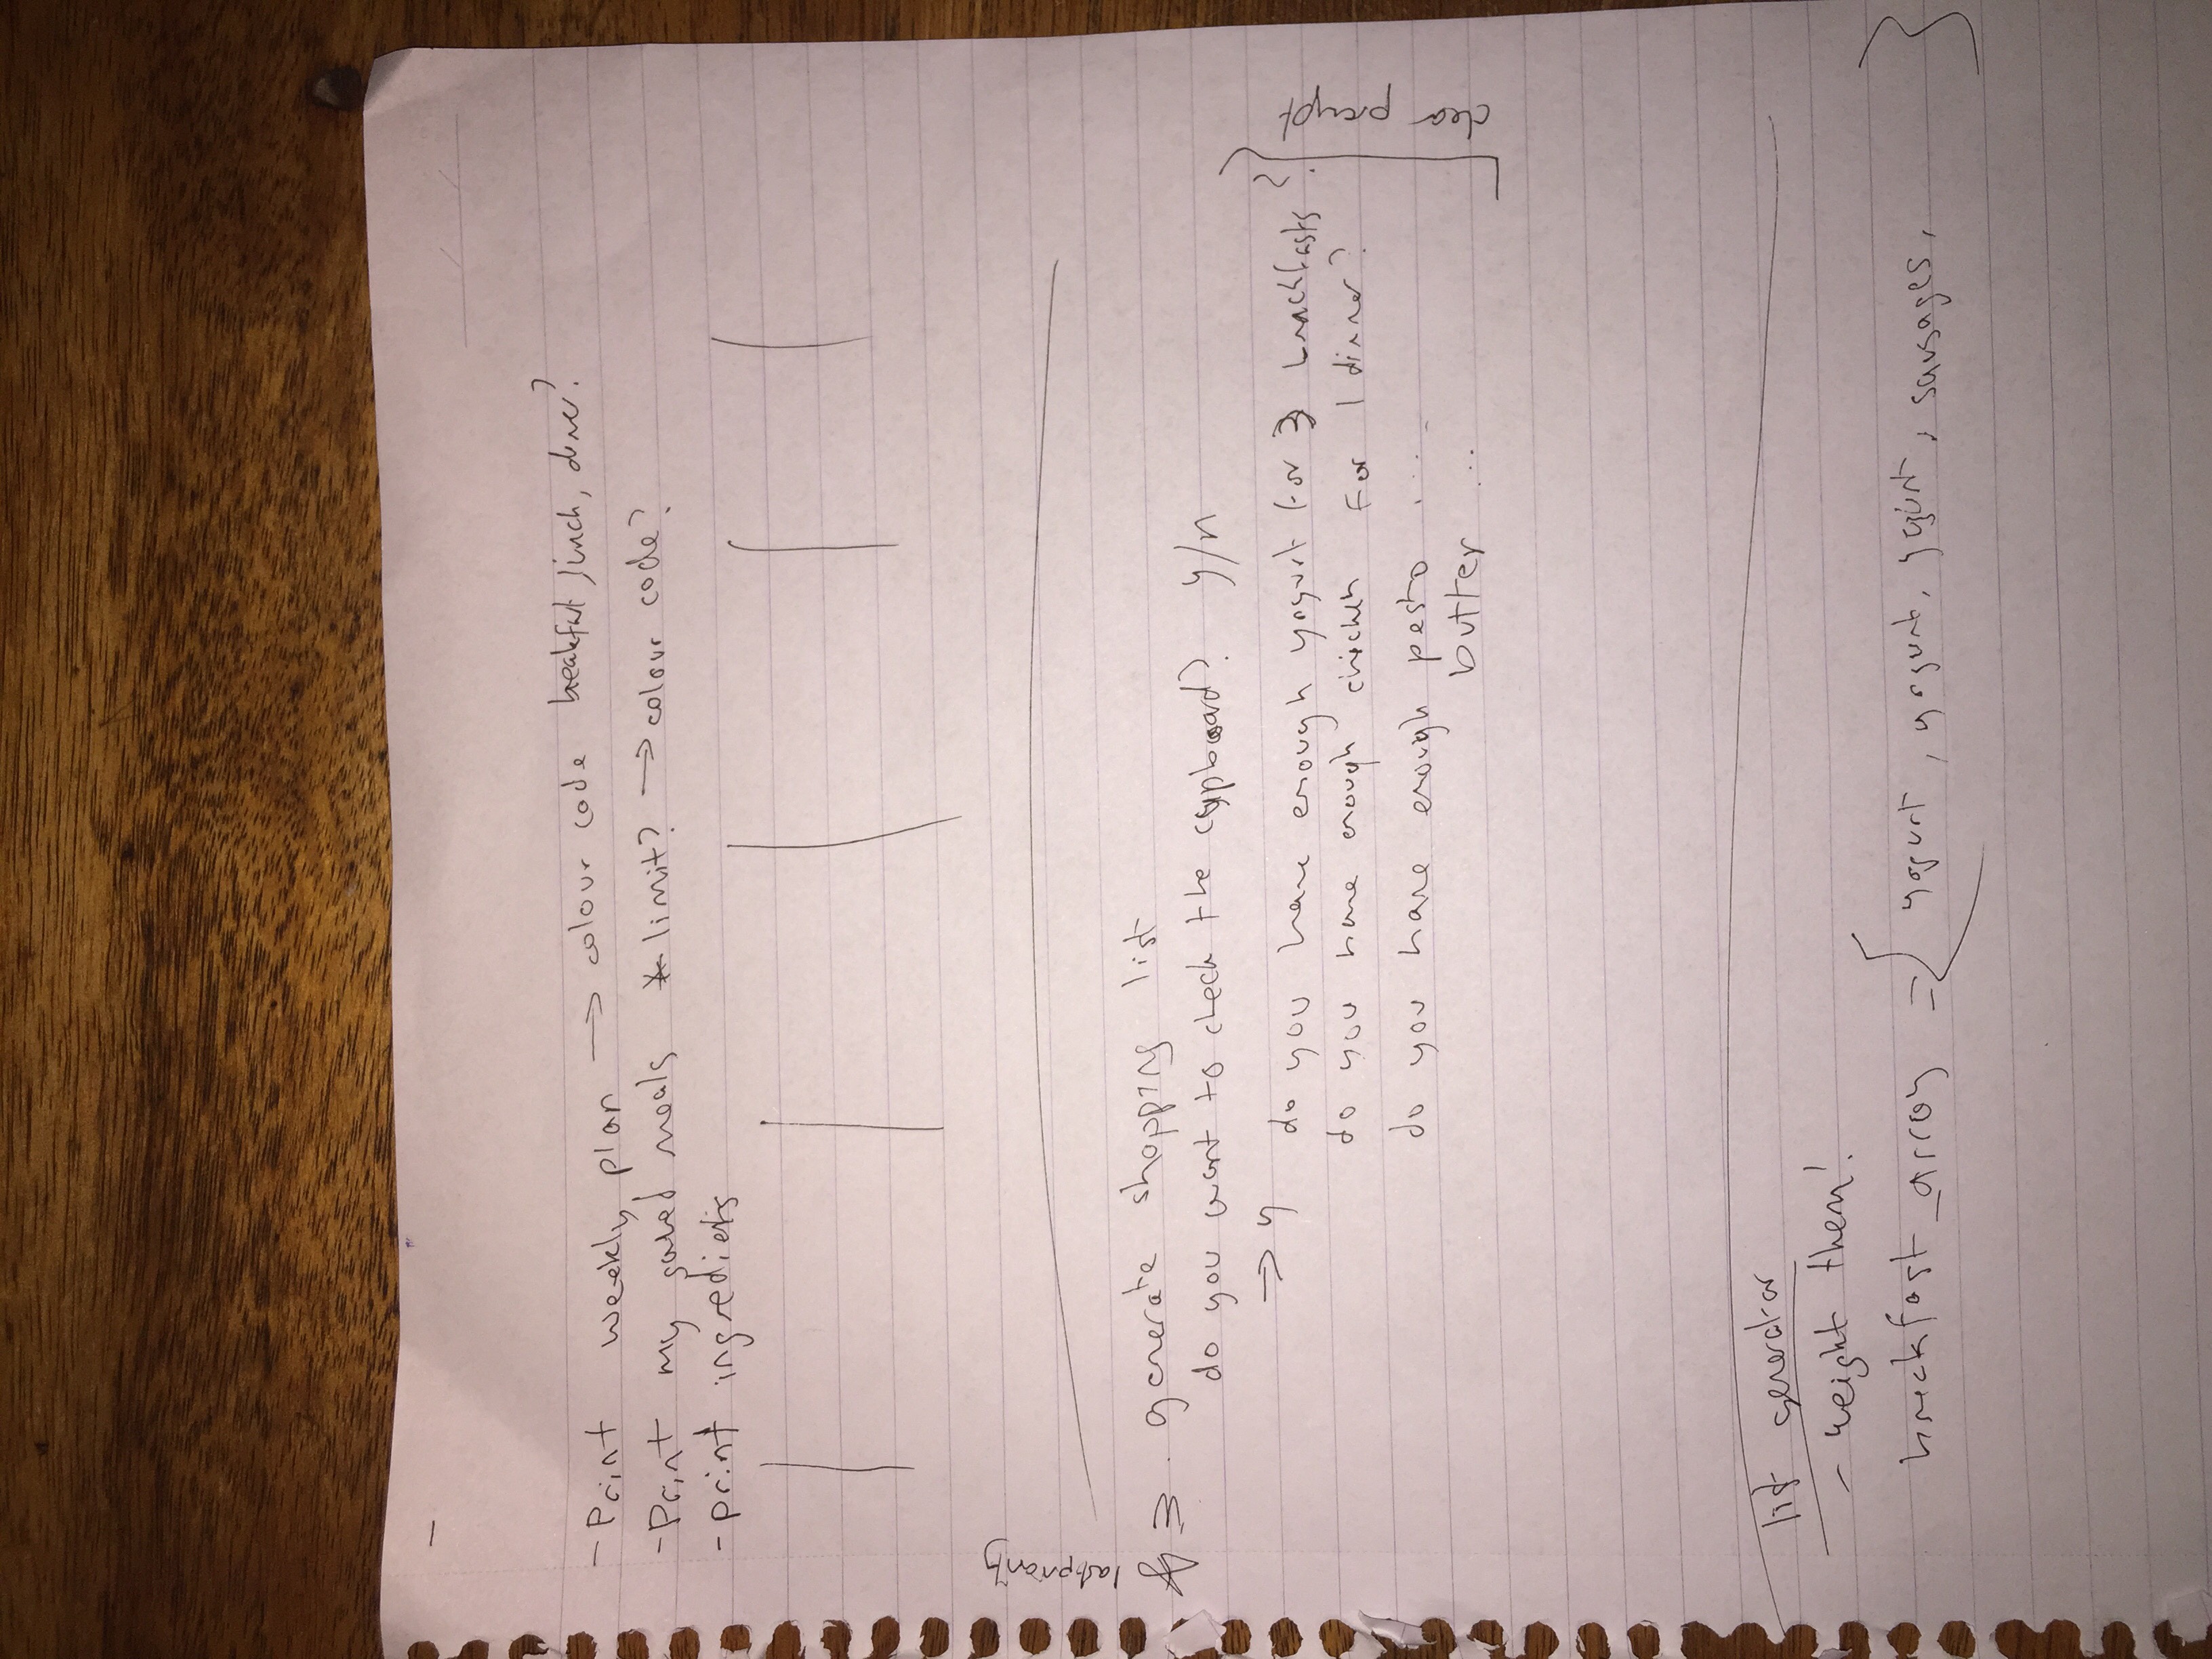 - Print weekly plan → colour code breakfast, lunch, dinner?
- Print my saved meals * limit? → colour code?
- print ingredients
last priority
generate shopping list
do you want to check the cupboard? y/n
→ y
do you have enough yogurt for 3 breakfasts?
do you have enough chicken for 1 dinner?
do you have enough pesto ....
butter ...
clear
list generator
- weight them!
breakfast_array = { yogurt, yogurt, yogurt, sausages, }